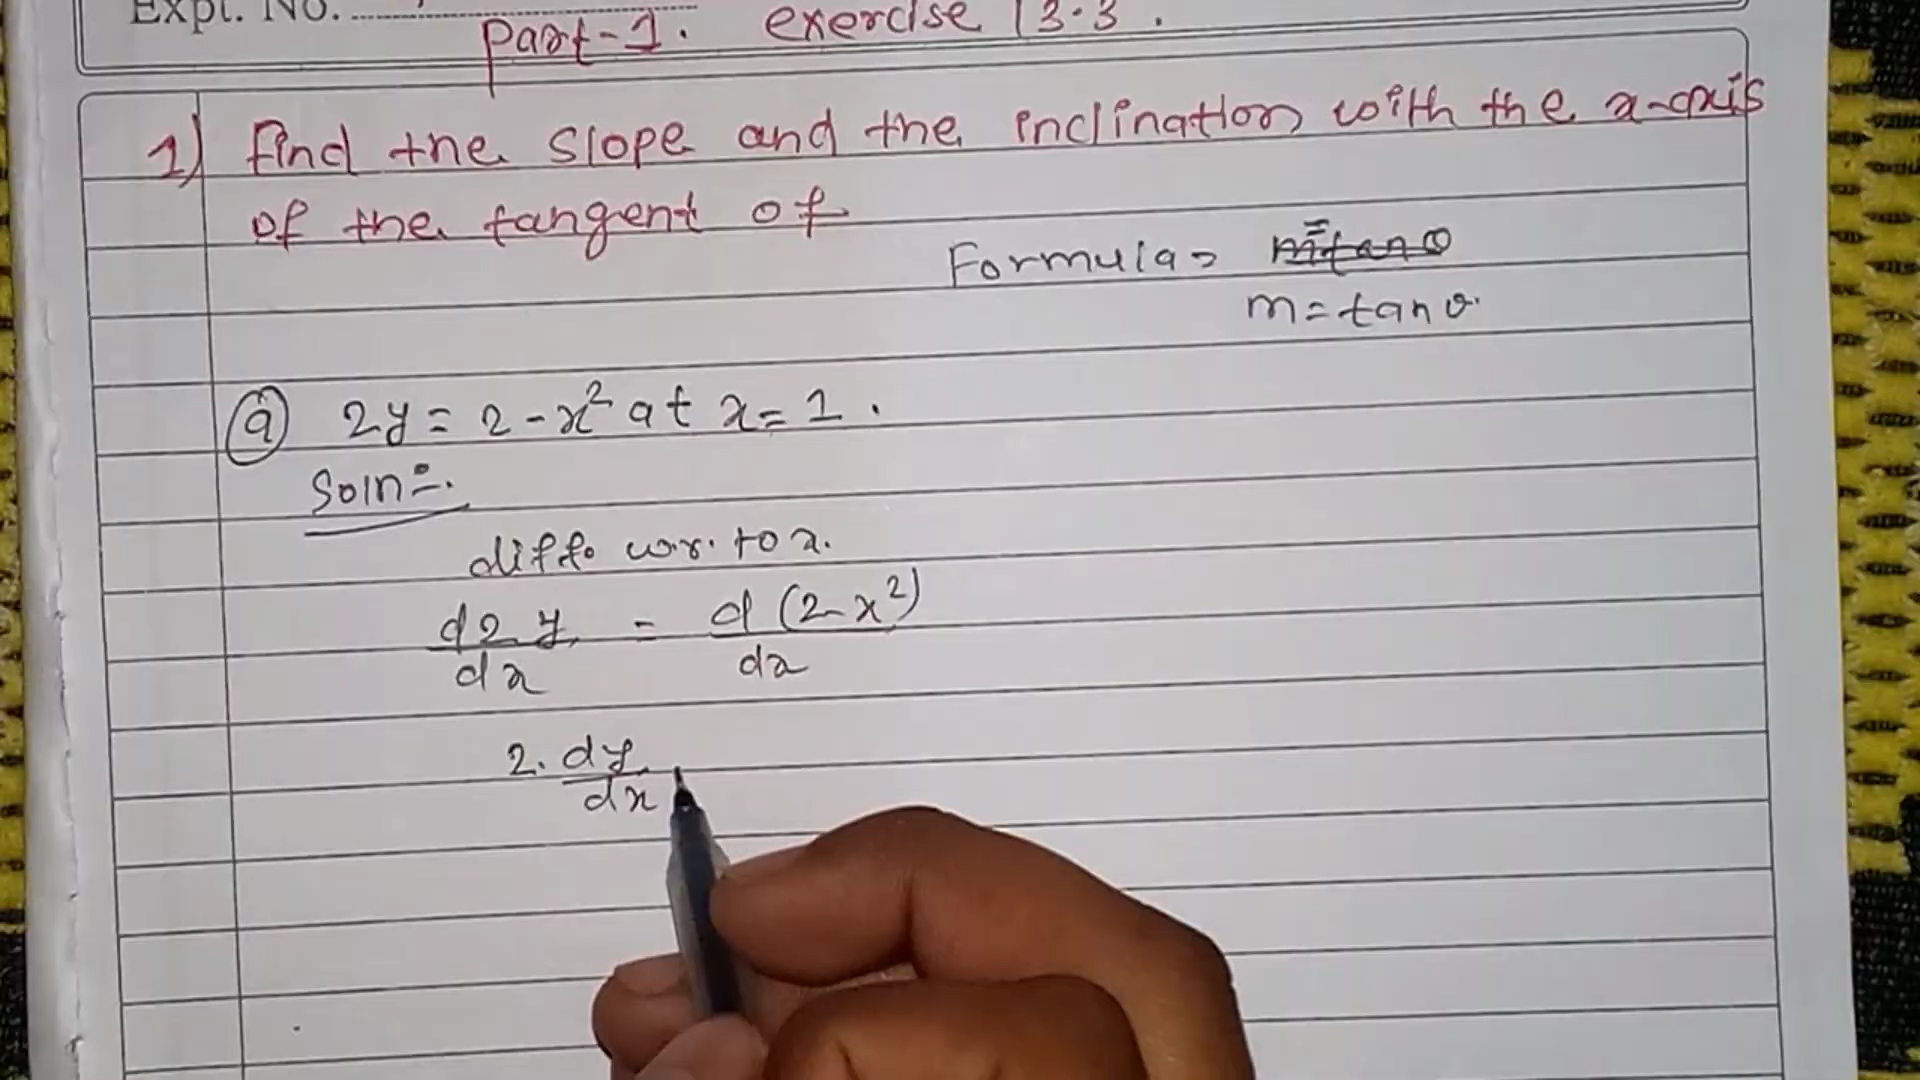 Expt. No.
Part-1. exercise 13.3.
1) find the slope and the inclination with the x-axis
of the tangent of
Formula= m=tanθ
m=tanθ.
(a) 2y = 2 - x² at x = 1.
Soln:-.
diff. w.r. to x.
d2y/dx = d(2-x²)/dx
2. dy/dx